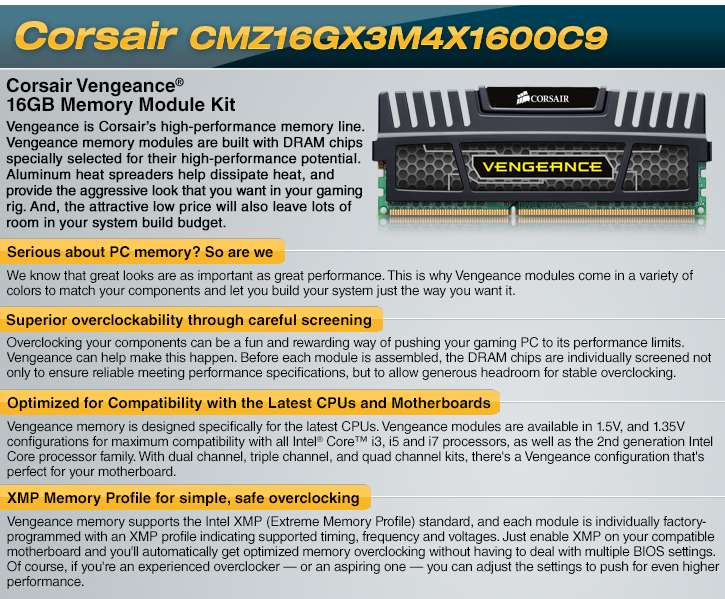 Corsair CMZ16GX3M4X1600C9
Corsair Vengeance®
16GB Memory Module Kit
Vengeance is Corsair's high-performance memory line.
Vengeance memory modules are built with DRAM chips
specially selected for their high-performance potential.
Aluminum heat spreaders help dissipate heat, and
provide the aggressive look that you want in your gaming
rig. And, the attractive low price will also leave lots of
room in your system build budget.
CORSAIR
VENGEANCE
Serious about PC memory? So are we
We know that great looks are as important as great performance. This is why Vengeance modules come in a variety of
colors to match your components and let you build your system just the way you want it.
Superior overclockability through careful screening
Overclocking your components can be a fun and rewarding way of pushing your gaming PC to its performance limits.
Vengeance can help make this happen. Before each module is assembled, the DRAM chips are individually screened not
only to ensure reliable meeting performance specifications, but to allow generous headroom for stable overclocking.
Optimized for Compatibility with the Latest CPUs and Motherboards
Vengeance memory is designed specifically for the latest CPUs. Vengeance modules are available in 1.5V, and 1.35V
configurations for maximum compatibility with all Intel® Core™ i3, i5 and i7 processors, as well as the 2nd generation Intel
Core processor family. With dual channel, triple channel, and quad channel kits, there's a Vengeance configuration that's
perfect for your motherboard.
XMP Memory Profile for simple, safe overclocking
Vengeance memory supports the Intel XMP (Extreme Memory Profile) standard, and each module is individually factory-
programmed with an XMP profile indicating supported timing, frequency and voltages. Just enable XMP on your compatible
motherboard and you'll automatically get optimized memory overclocking without having to deal with multiple BIOS settings.
Of course, if you're an experienced overclocker — or an aspiring one — you can adjust the settings to push for even higher
performance.